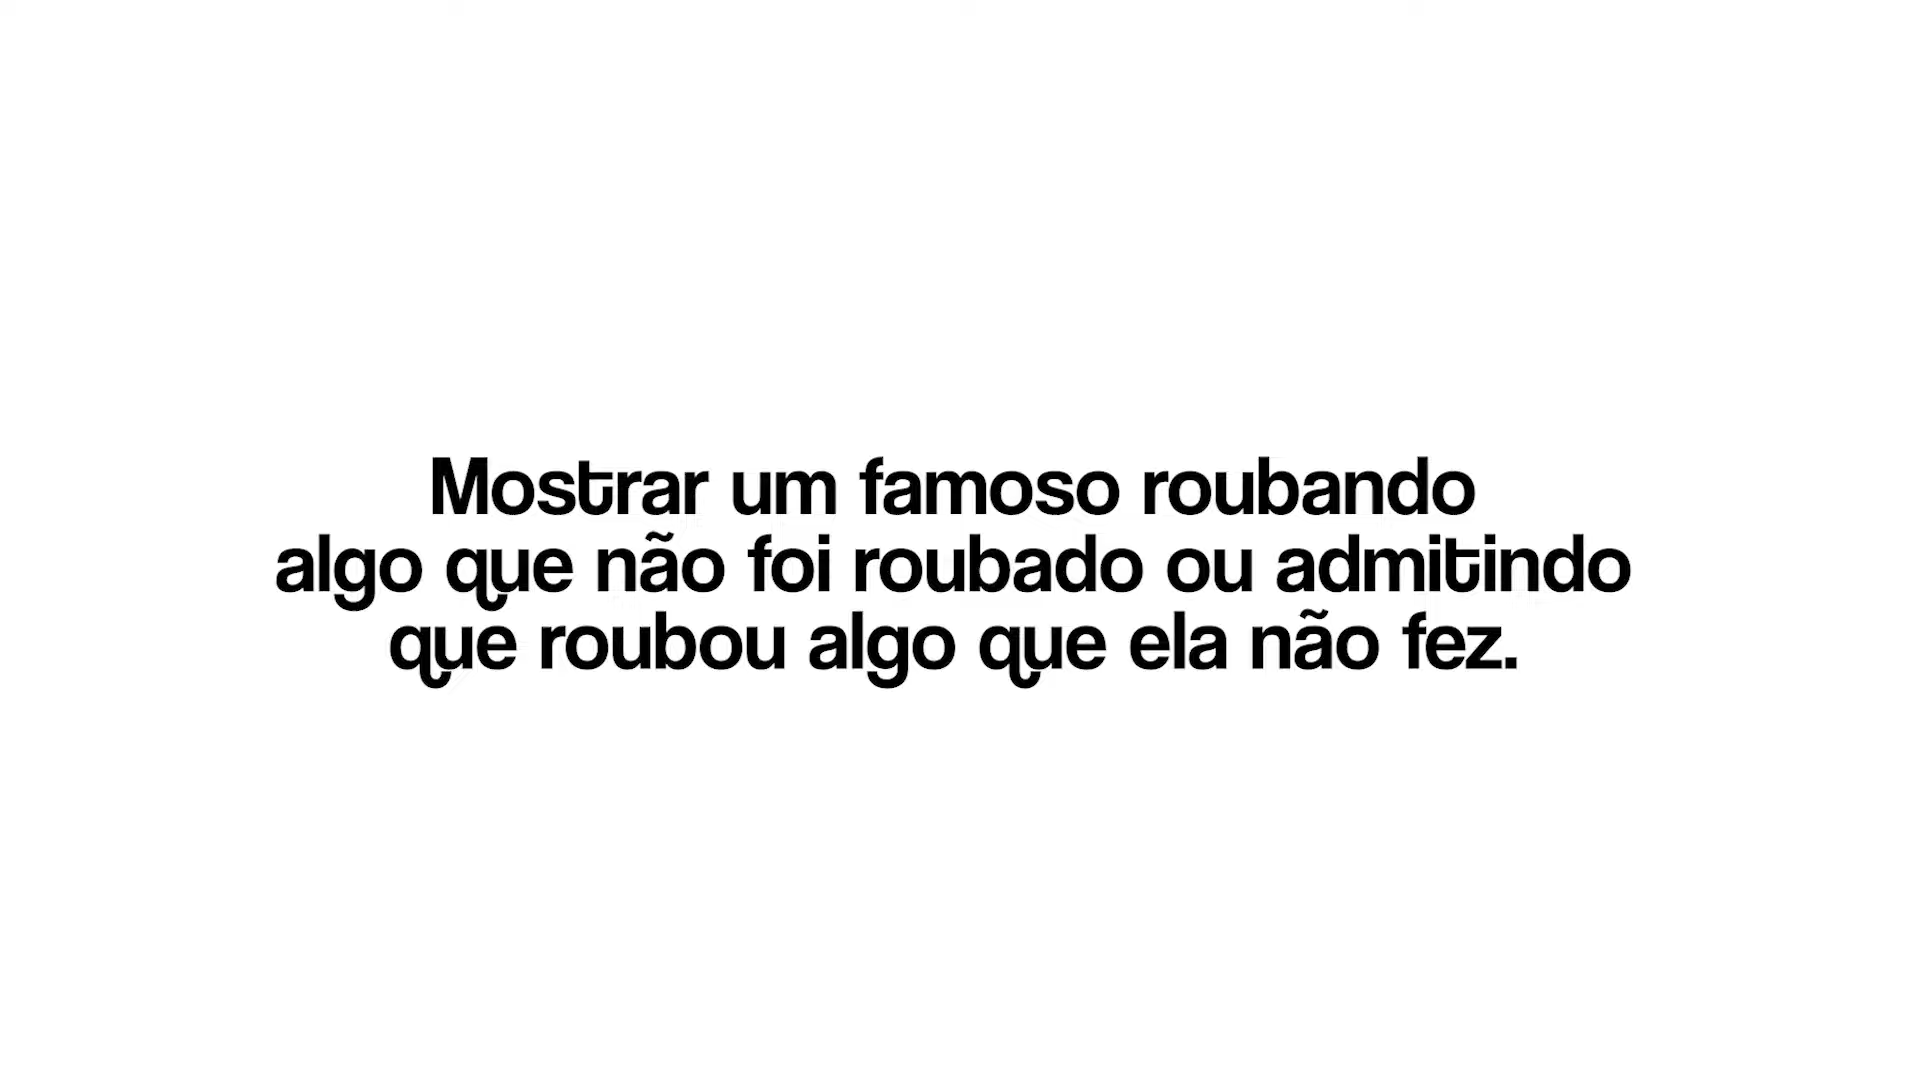 Mostrar um famoso roubando
algo que não foi roubado ou admitindo
que roubou algo que ela não fez.